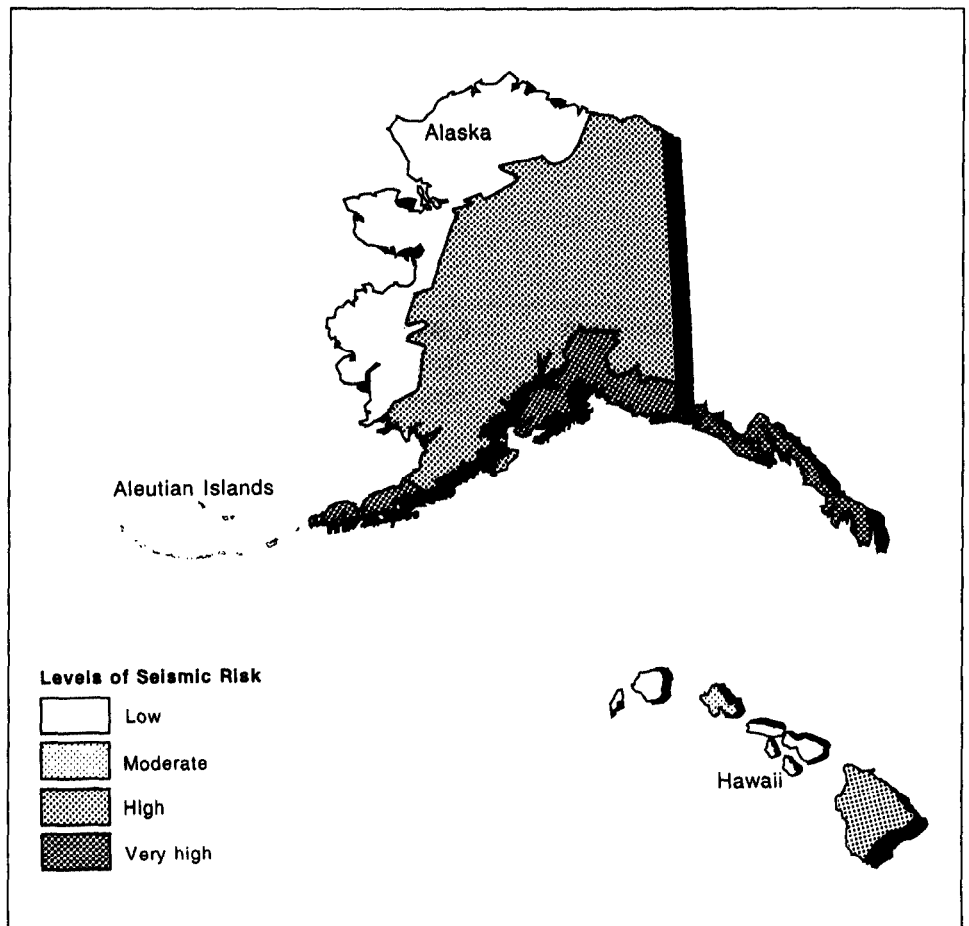 Alaska
Aleutian Islands
Levels of Seismic Risk
Low
Moderate
High
Very high
Hawaii